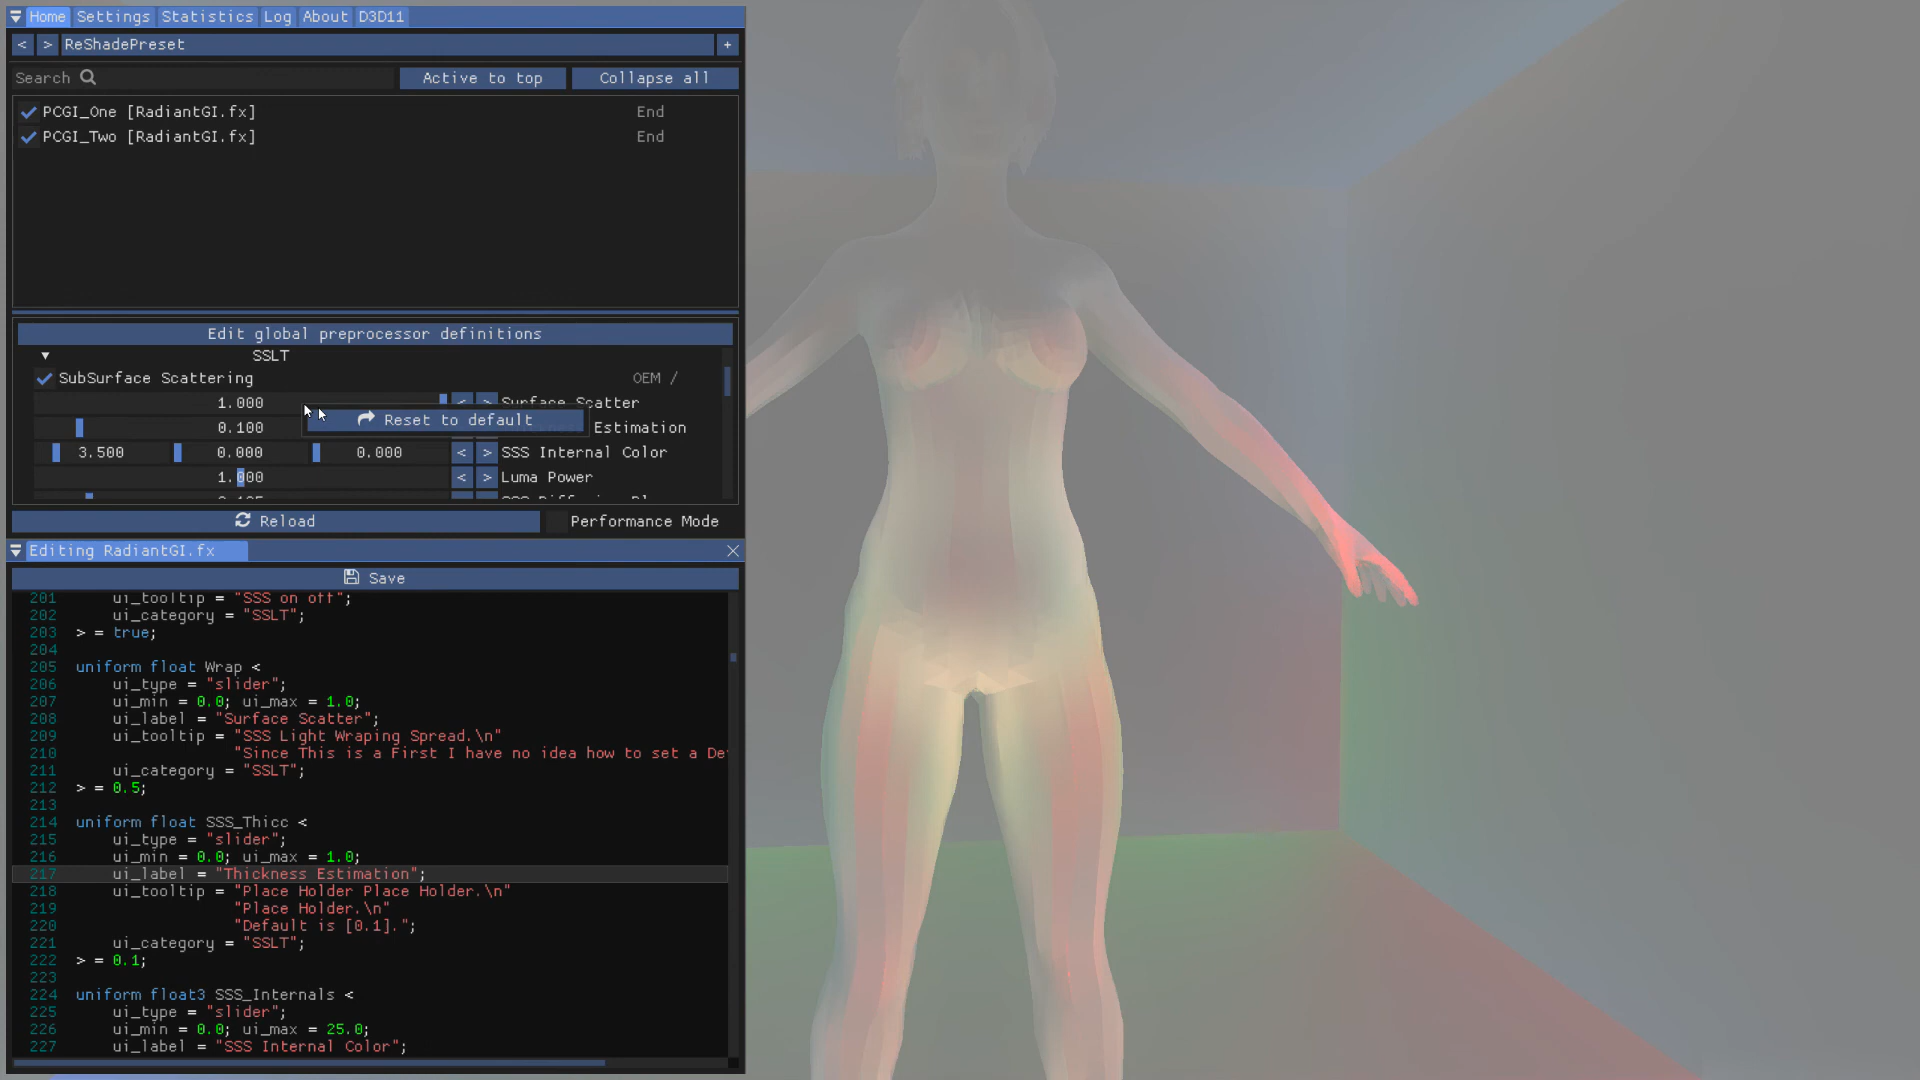 Home Settings Statistics Log About D3D11
< > ReShadePreset +
Search Active to top Collapse all
PCGI_One [RadiantGI.fx] End
PCGI_Two [RadiantGI.fx] End
Edit global preprocessor definitions
SSLT
SubSurface Scattering OEM /
1.000 < > Surface Scatter
Reset to default
0.100 Estimation
3.500 0.000 0.000 < > SSS Internal Color
1.000 < > Luma Power
Reload Performance Mode
Editing RadiantGI.fx
Save
201 ui_tooltip = "SSS on off";
202 ui_category = "SSLT";
203 > = true;
204
205 uniform float Wrap <
206 ui_type = "slider";
207 ui_min = 0.0; ui_max = 1.0;
208 ui_label = "Surface Scatter";
209 ui_tooltip = "SSS Light Wraping Spread.\n"
210 "Since This is a First I have no idea how to set a De
211 ui_category = "SSLT";
212 > = 0.5;
213
214 uniform float SSS_Thicc <
215 ui_type = "slider";
216 ui_min = 0.0; ui_max = 1.0;
217 ui_label = "Thickness Estimation";
218 ui_tooltip = "Place Holder Place Holder.\n"
219 "Place Holder.\n"
220 "Default is [0.1].";
221 ui_category = "SSLT";
222 > = 0.1;
223
224 uniform float3 SSS_Internals <
225 ui_type = "slider";
226 ui_min = 0.0; ui_max = 25.0;
227 ui_label = "SSS Internal Color";